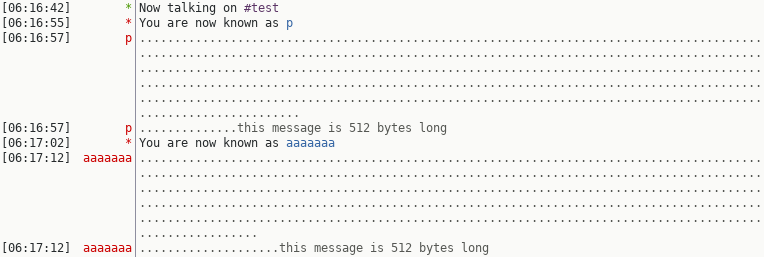 [06:16:42] * Now talking on #test
[06:16:55] * You are now known as p
[06:16:57] p .........................................................................................
.........................................................................................
.........................................................................................
.........................................................................................
.........................................................................................
.......................
[06:16:57] p ..............this message is 512 bytes long
[06:17:02] * You are now known as aaaaaaa
[06:17:12] aaaaaaa .........................................................................................
.........................................................................................
.........................................................................................
.........................................................................................
.........................................................................................
.................
[06:17:12] aaaaaaa ....................this message is 512 bytes long